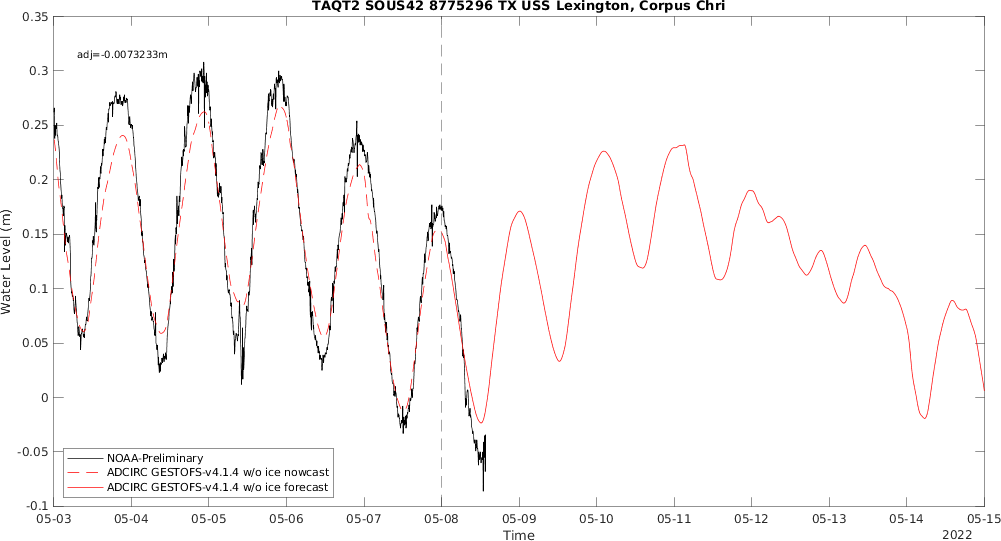 TAQT2 SOUS42 8775296 TX USS Lexington, Corpus Chri
adj=-0.0073233m
0.35
0.3
0.25
0.2
0.15
0.1
0.05
0
-0.05
-0.1
Water Level (m)
NOAA-Preliminary
ADCIRC GESTOFS-v4.1.4 w/o ice nowcast
ADCIRC GESTOFS-v4.1.4 w/o ice forecast
05-03 05-04 05-05 05-06 05-07 05-08 05-09 05-10 05-11 05-12 05-13 05-14 05-15
Time
2022